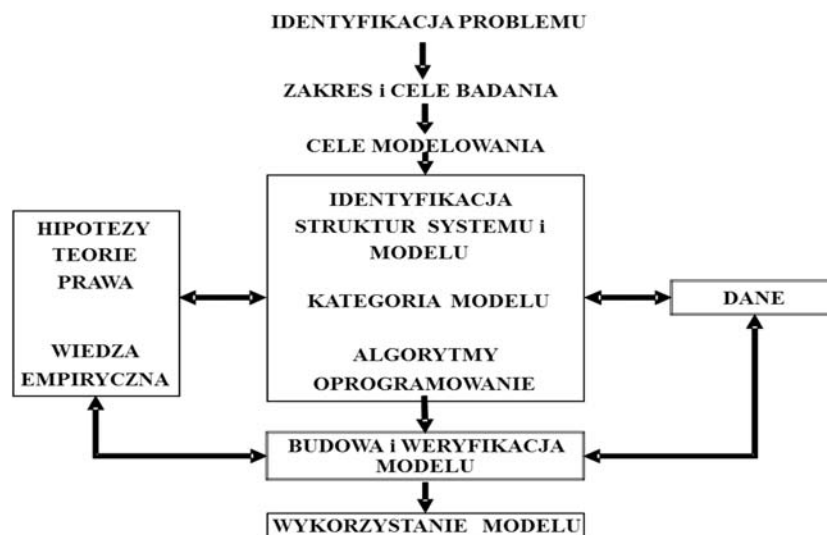 IDENTYFIKACJA PROBLEMU
ZAKRES i CELE BADANIA
CELE MODELOWANIA
IDENTYFIKACJA
STRUKTUR SYSTEMU i
MODELU
KATEGORIA MODELU
ALGORYTMY
OPROGRAMOWANIE
HIPOTEZY
TEORIE
PRAWA
WIEDZA
EMPIRYCZNA
DANE
BUDOWA i WERYFIKACJA
MODELU
WYKORZYSTANIE MODELU